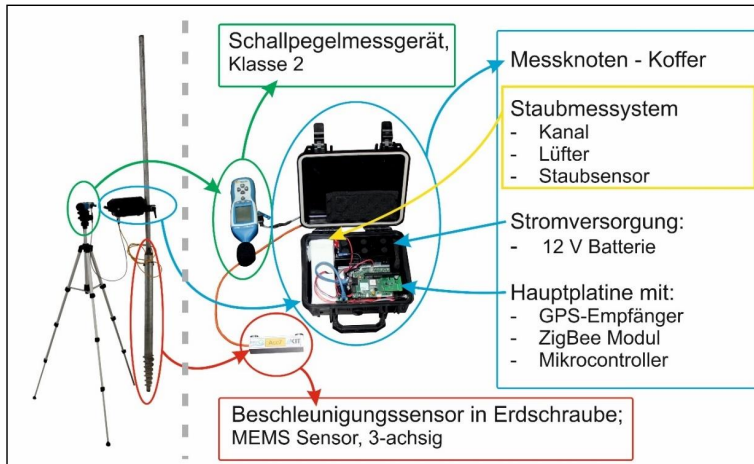 Schallpegelmessgerät,
Klasse 2
Messknoten - Koffer
Staubmessystem
- Kanal
- Lüfter
- Staubsensor
Stromversorgung:
- 12 V Batterie
Hauptplatine mit:
- GPS-Empfänger
- ZigBee Modul
- Mikrocontroller
Beschleunigungssensor in Erdschraube;
MEMS Sensor, 3-achsig